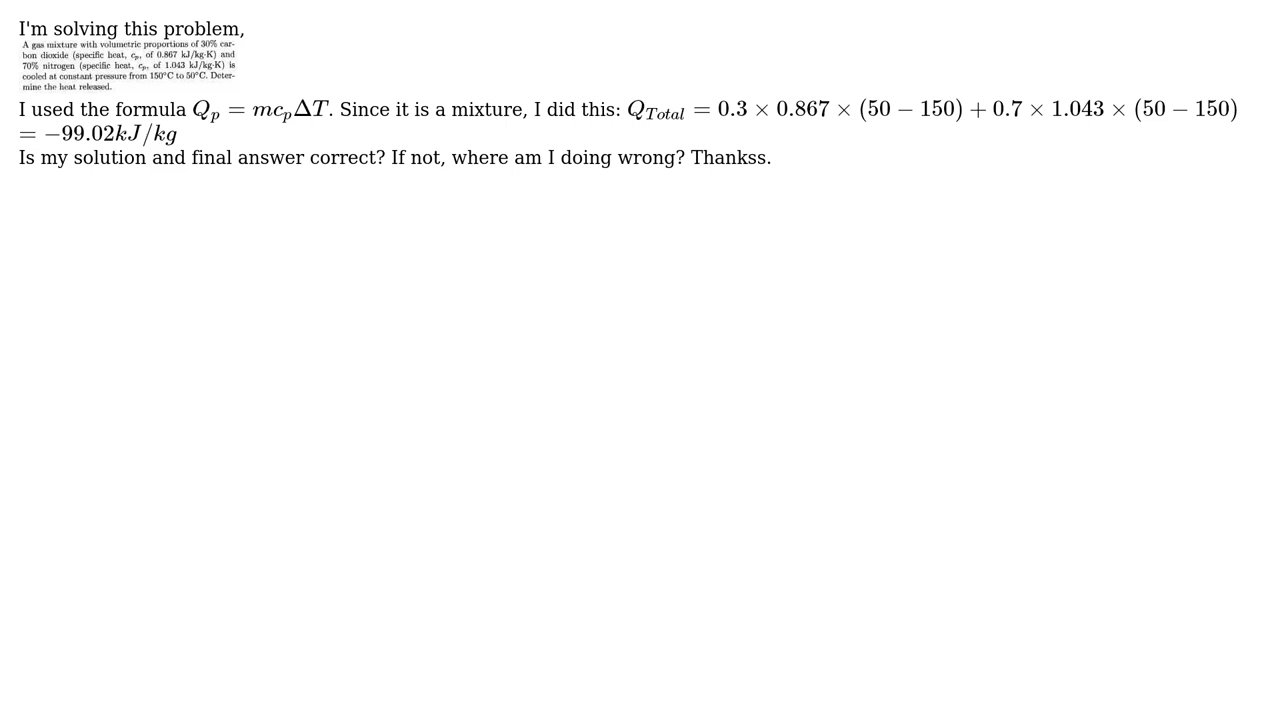 I'm solving this problem,
A gas mixture with volumetric proportions of 30% car-
bon dioxide (specific heat, cp, of 0.867 kJ/kg·K) and
70% nitrogen (specific heat, cp, of 1.043 kJ/kg·K) is
cooled at constant pressure from 150°C to 50°C. Deter-
mine the heat released.
I used the formula Q_p = mc_pΔT. Since it is a mixture, I did this: Q_Total = 0.3 × 0.867 × (50 − 150) + 0.7 × 1.043 × (50 − 150)
= −99.02kJ/kg
Is my solution and final answer correct? If not, where am I doing wrong? Thankss.